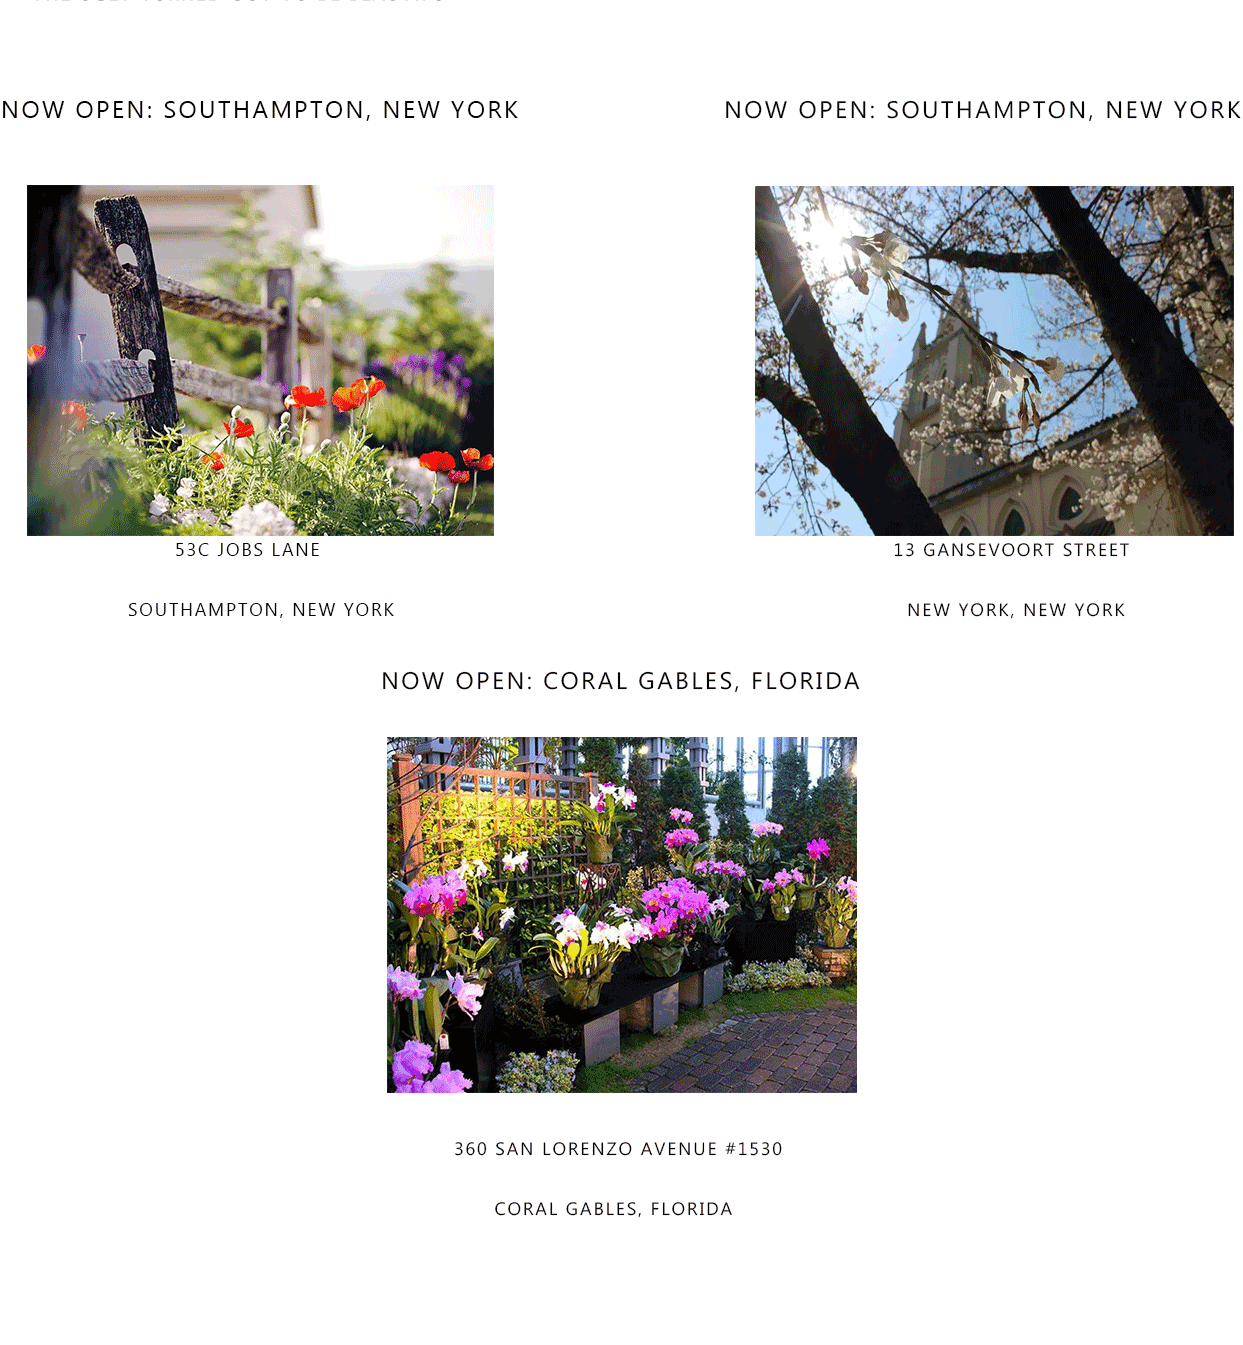 NOW OPEN: SOUTHAMPTON, NEW YORK
53C JOBS LANE
SOUTHAMPTON, NEW YORK
NOW OPEN: SOUTHAMPTON, NEW YORK
13 GANSEVOORT STREET
NEW YORK, NEW YORK
NOW OPEN: CORAL GABLES, FLORIDA
360 SAN LORENZO AVENUE #1530
CORAL GABLES, FLORIDA